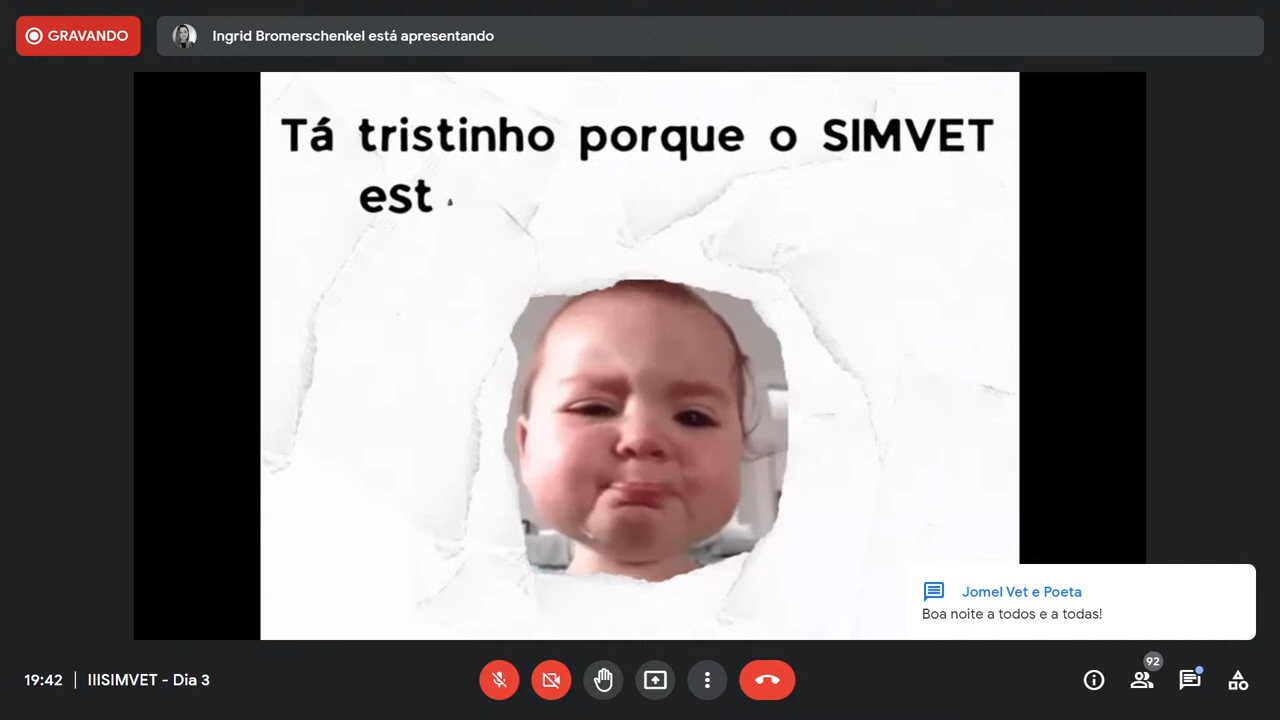 GRAVANDO
Ingrid Bromerschenkel está apresentando
Tá tristinho porque o SIMVET
est
Jomel Vet e Poeta
Boa noite a todos e a todas!
92
19:42 | IIISIMVET - Dia 3